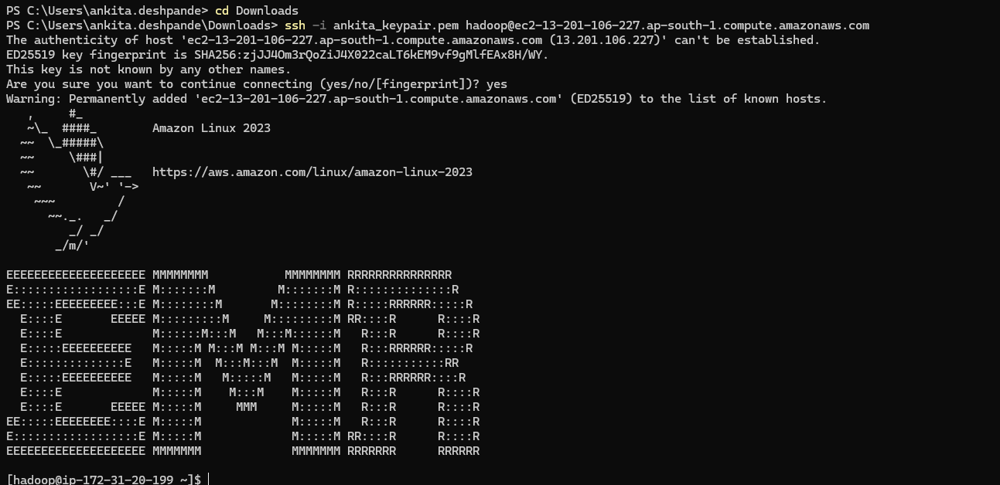 PS C:\Users\ankita.deshpande> cd Downloads
PS C:\Users\ankita.deshpande\Downloads> ssh -i ankita_keypair.pem hadoop@ec2-13-201-106-227.ap-south-1.compute.amazonaws.com
The authenticity of host 'ec2-13-201-106-227.ap-south-1.compute.amazonaws.com (13.201.106.227)' can't be established.
ED25519 key fingerprint is SHA256:zjJJ4Om3rQoZiJ4X022caLT6kEM9vf9gMlfEAx8H/WY.
This key is not known by any other names.
Are you sure you want to continue connecting (yes/no/[fingerprint])? yes
Warning: Permanently added 'ec2-13-201-106-227.ap-south-1.compute.amazonaws.com' (ED25519) to the list of known hosts.
   ,     #_
   ~\_  ####_        Amazon Linux 2023
  ~~  \_#####\
  ~~     \###|
  ~~       \#/ ___   https://aws.amazon.com/linux/amazon-linux-2023
   ~~       V~' '->
    ~~~         /
      ~~._.   _/
         _/ _/
       _/m/'

EEEEEEEEEEEEEEEEEEEE MMMMMMMM           MMMMMMMM RRRRRRRRRRRRRRR
E::::::::::::::::::E M:::::::M         M:::::::M R::::::::::::::R
EE:::::EEEEEEEEE:::E M::::::::M       M::::::::M R:::::RRRRRR:::::R
  E::::E       EEEEE M:::::::::M     M:::::::::M RR::::R      R::::R
  E::::E             M::::::M:::M   M:::M::::::M   R:::R      R::::R
  E:::::EEEEEEEEEE   M:::::M M:::M M:::M M:::::M   R:::RRRRRR:::::R
  E::::::::::::::E   M:::::M  M:::M:::M  M:::::M   R:::::::::::RR
  E:::::EEEEEEEEEE   M:::::M   M:::::M   M:::::M   R:::RRRRRR::::R
  E::::E             M:::::M    M:::M    M:::::M   R:::R      R::::R
  E::::E       EEEEE M:::::M     MMM     M:::::M   R:::R      R::::R
EE:::::EEEEEEEE::::E M:::::M             M:::::M   R:::R      R::::R
E::::::::::::::::::E M:::::M             M:::::M RR::::R      R::::R
EEEEEEEEEEEEEEEEEEEE MMMMMMM             MMMMMMM RRRRRRR      RRRRRR

[hadoop@ip-172-31-20-199 ~]$